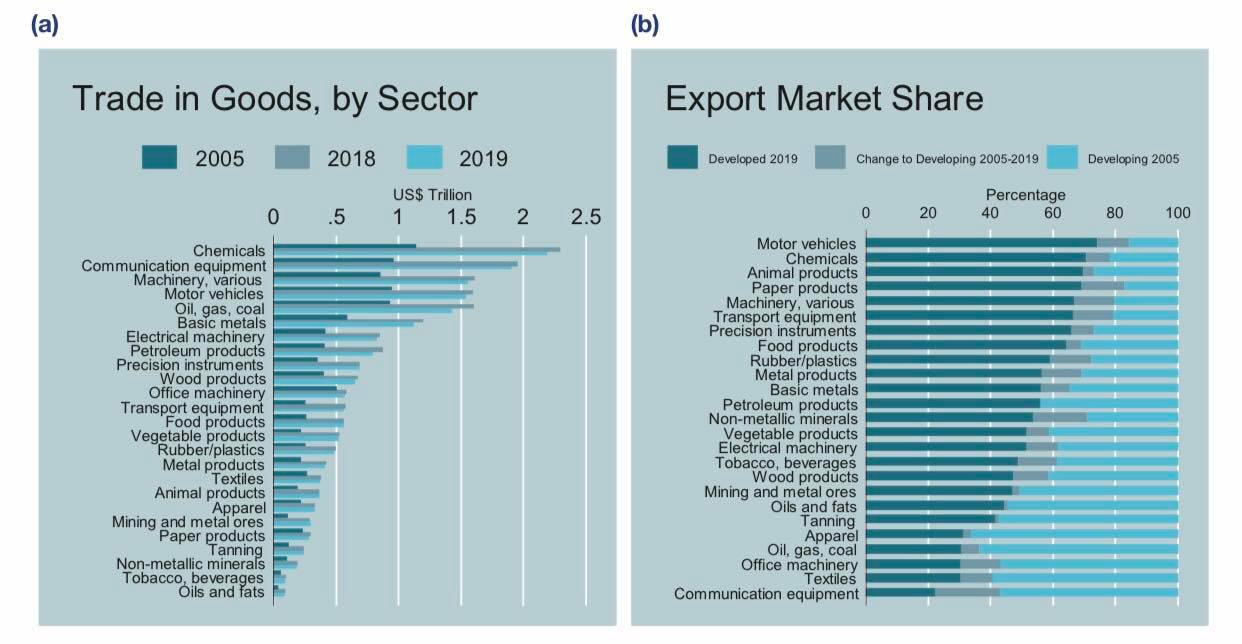 (a)
Trade in Goods, by Sector
2005 2018 2019
US$ Trillion
0 .5 1 1.5 2 2.5
Chemicals
Communication equipment
Machinery, various
Motor vehicles
Oil, gas, coal
Basic metals
Electrical machinery
Petroleum products
Precision instruments
Wood products
Office machinery
Transport equipment
Food products
Vegetable products
Rubber/plastics
Metal products
Textiles
Animal products
Apparel
Mining and metal ores
Paper products
Tanning
Non-metallic minerals
Tobacco, beverages
Oils and fats
(b)
Export Market Share
Developed 2019 Change to Developing 2005-2019 Developing 2005
Percentage
0 20 40 60 80 100
Motor vehicles
Chemicals
Animal products
Paper products
Machinery, various
Transport equipment
Precision instruments
Food products
Rubber/plastics
Metal products
Basic metals
Petroleum products
Non-metallic minerals
Vegetable products
Electrical machinery
Tobacco, beverages
Wood products
Mining and metal ores
Oils and fats
Tanning
Apparel
Oil, gas, coal
Office machinery
Textiles
Communication equipment